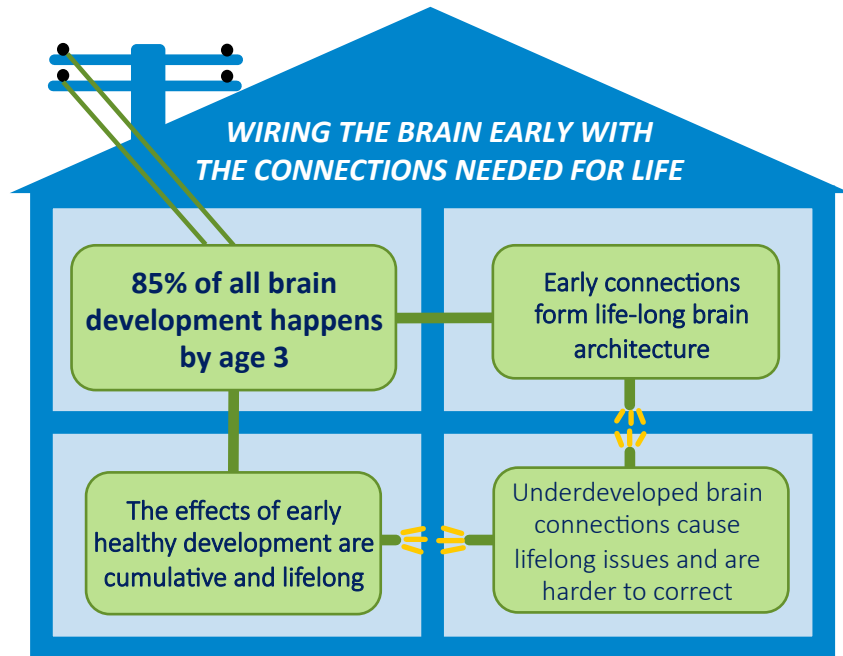 WIRING THE BRAIN EARLY WITH
THE CONNECTIONS NEEDED FOR LIFE
85% of all brain
development happens
by age 3
Early connections
form life-long brain
architecture
The effects of early
healthy development are
cumulative and lifelong
Underdeveloped brain
connections cause
lifelong issues and are
harder to correct